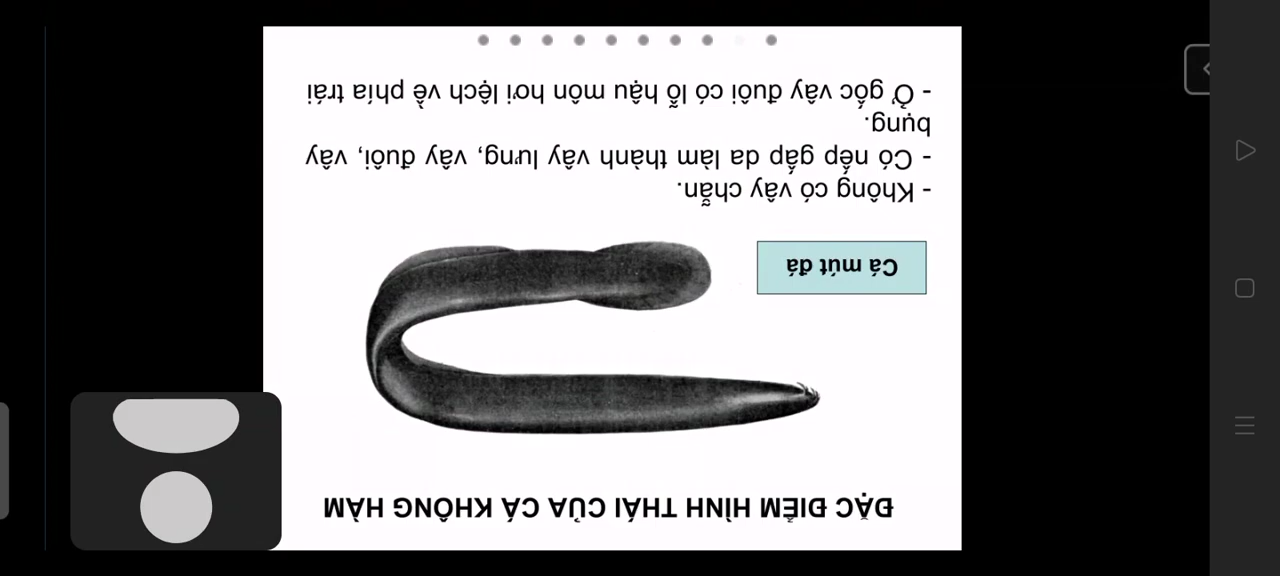 ĐẶC ĐIỂM HÌNH THÁI CỦA CÁ KHÔNG HÀM
Cá mút đá
- Không có vây chẵn.
- Có nếp gấp da làm thành vây lưng, vây đuôi, vây
bụng.
- Ở gốc vây đuôi có lỗ hậu môn hơi lệch về phía trái